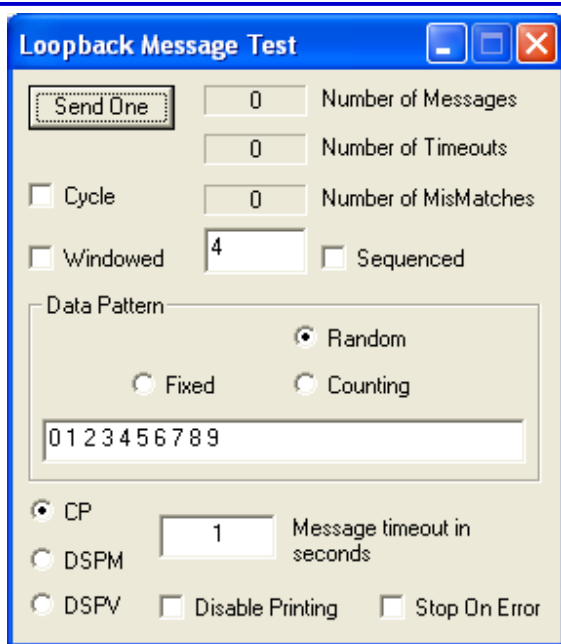 Loopback Message Test
Send One
0 Number of Messages
0 Number of Timeouts
Cycle
0 Number of MisMatches
Windowed
4
Sequenced
Data Pattern
Random
Fixed
Counting
0 1 2 3 4 5 6 7 8 9
CP
1
Message timeout in
seconds
DSPM
DSPV
Disable Printing
Stop On Error